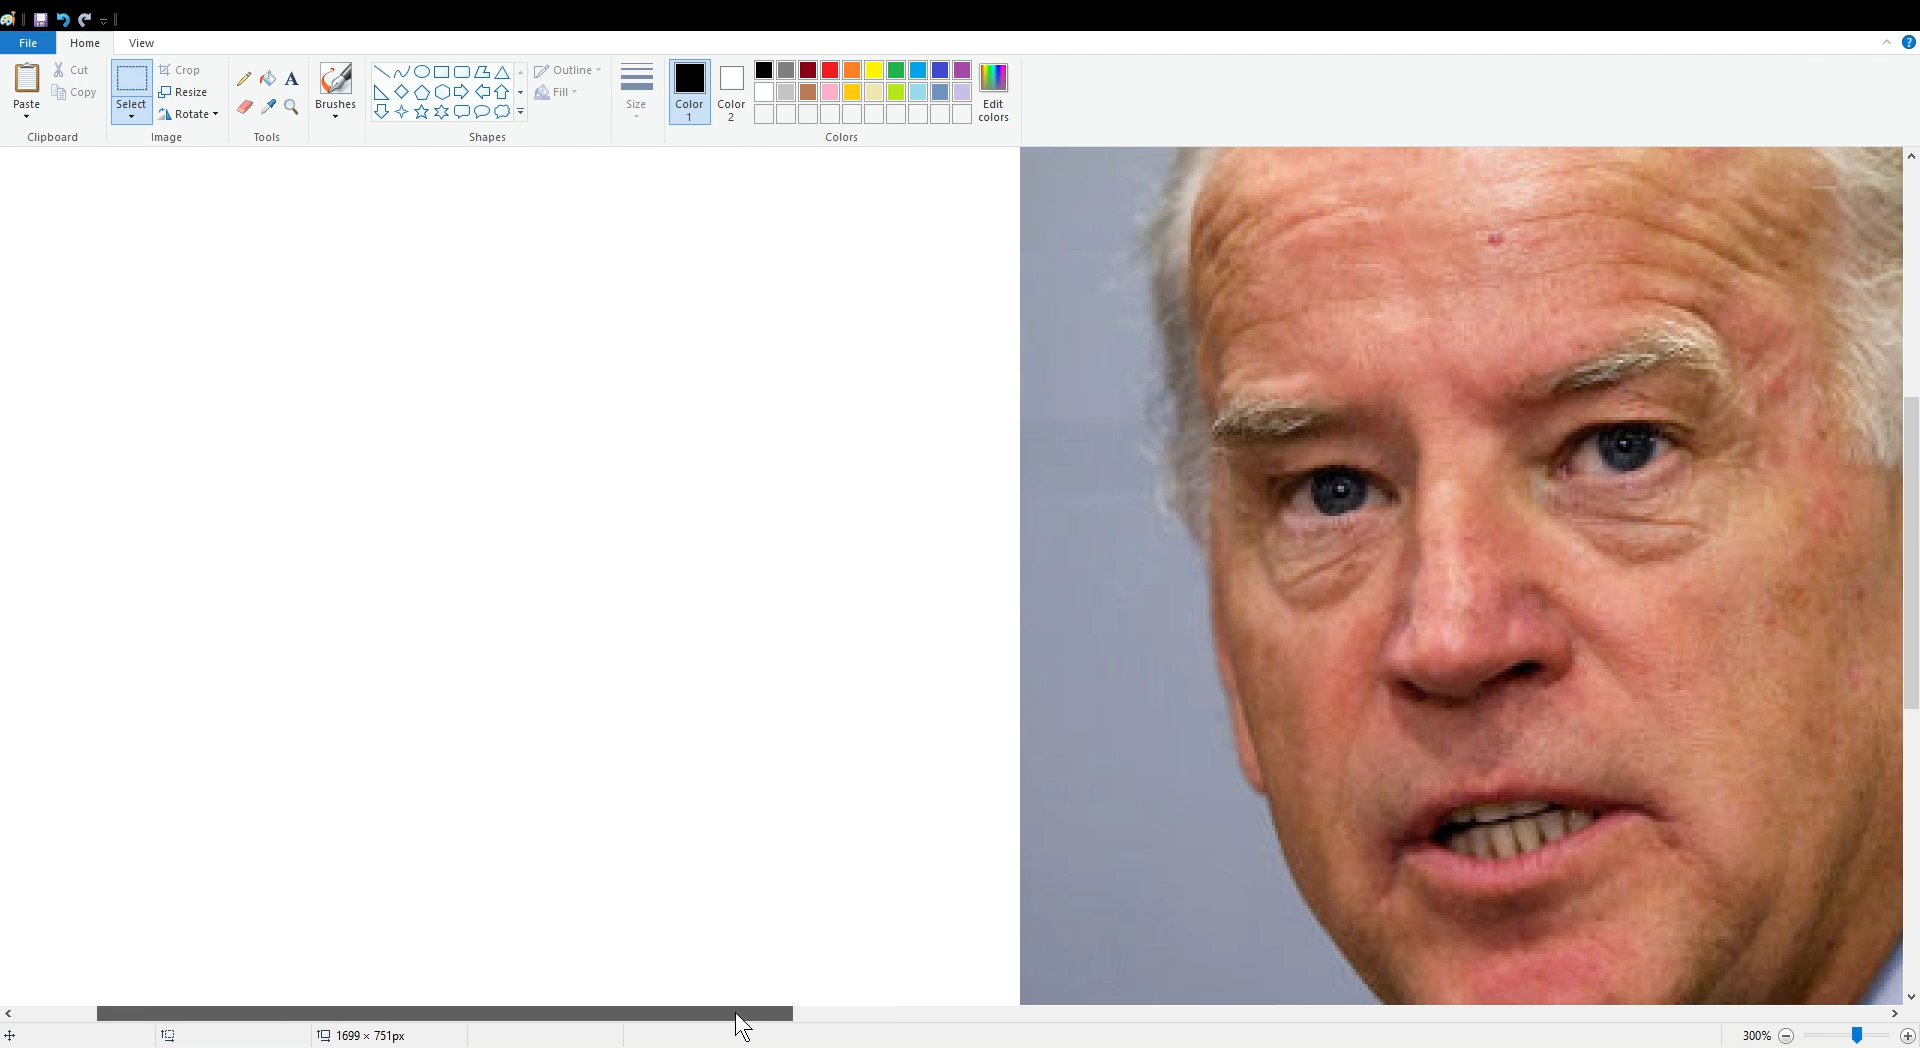 File Home View
Paste
Cut
Copy
Clipboard
Select
Crop
Resize
Rotate
Image
Tools
Brushes
Shapes
Outline
Fill
Size
Color 1
Color 2
Edit colors
Colors
1699 × 751px
300%